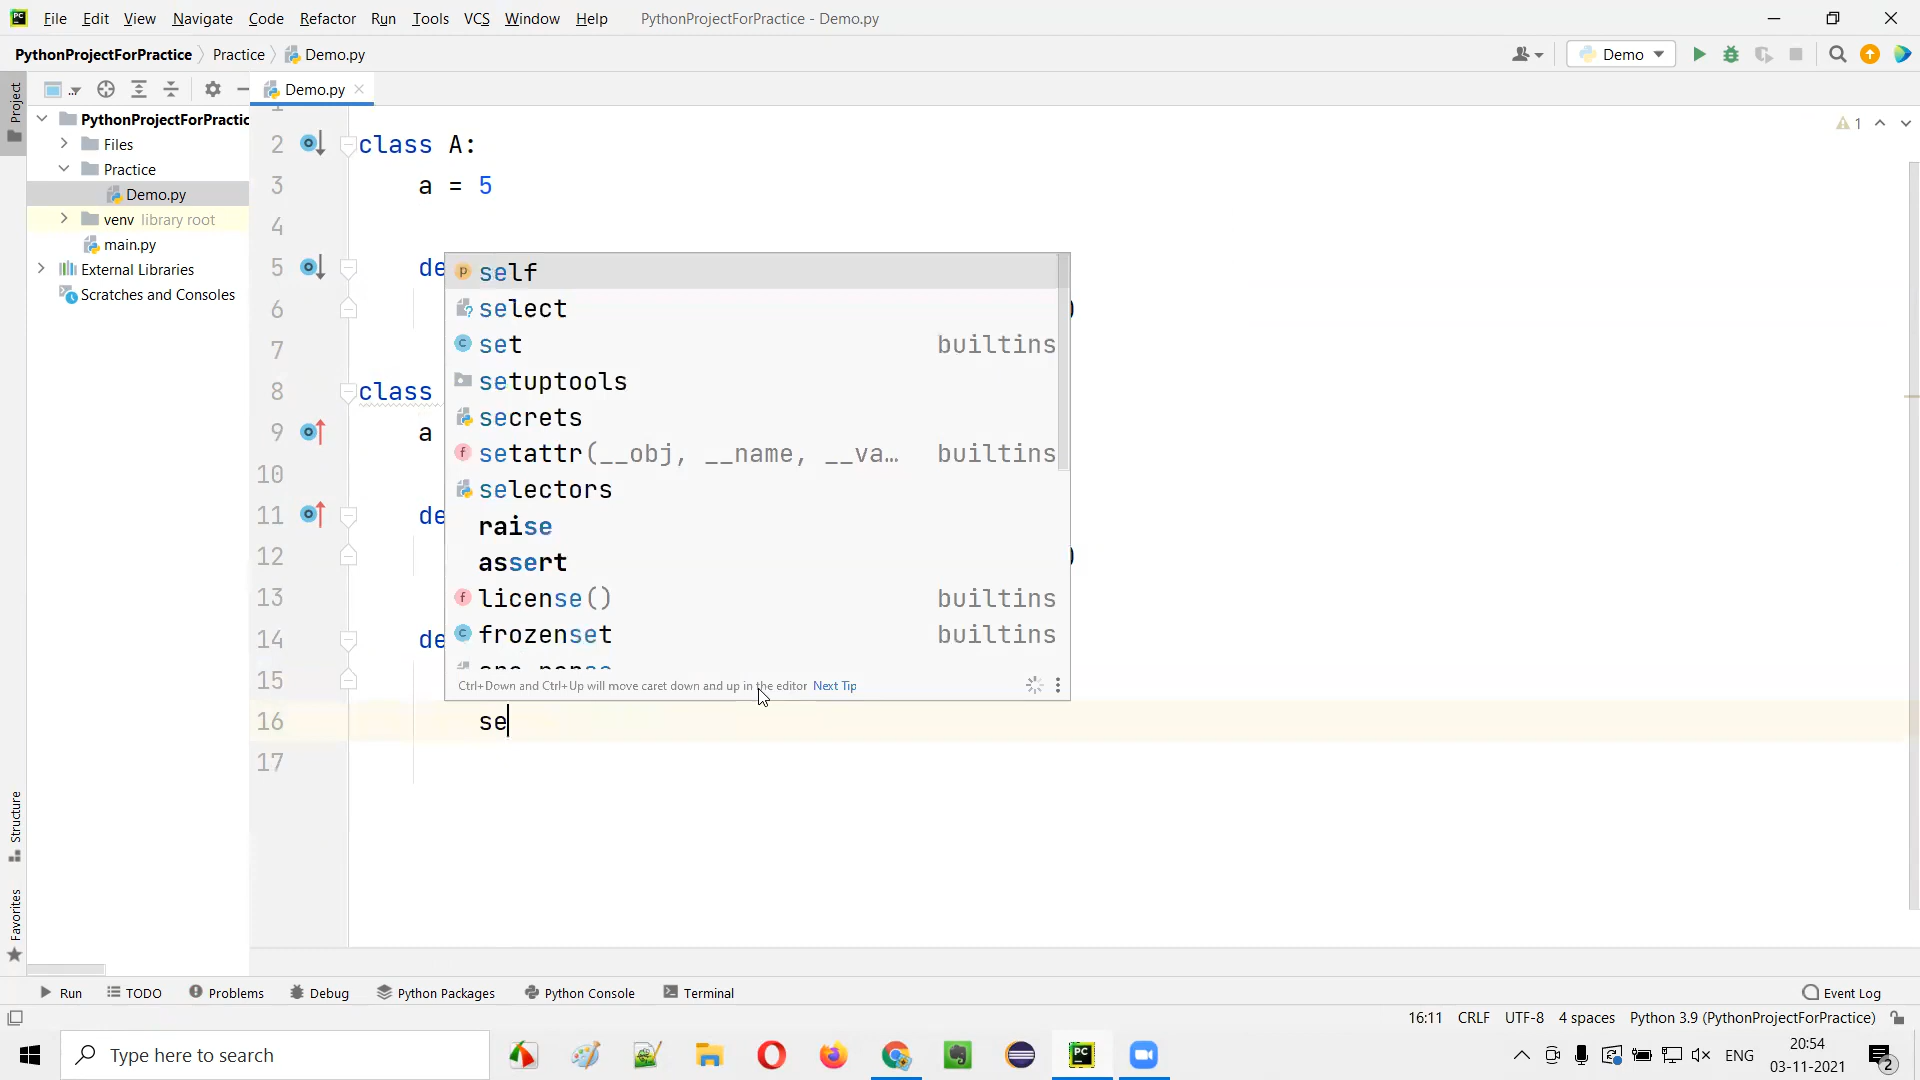 File Edit View Navigate Code Refactor Run Tools VCS Window Help PythonProjectForPractice - Demo.py
PythonProjectForPractice Practice Demo.py
Demo
Project
Demo.py
PythonProjectForPractic
Files
Practice
Demo.py
venv library root
main.py
External Libraries
Scratches and Consoles
1
2 class A:
3 a = 5
4
5 de
6 )
7
8 class
9 a
10
11 de
12 )
13
14 de
15
16 se
17
self
select
set builtins
setuptools
secrets
setattr(__obj, __name, __va… builtins
selectors
raise
assert
license() builtins
frozenset builtins
Ctrl+Down and Ctrl+Up will move caret down and up in the editor Next Tip
Structure
Favorites
Run TODO Problems Debug Python Packages Python Console Terminal Event Log
16:11 CRLF UTF-8 4 spaces Python 3.9 (PythonProjectForPractice)
Type here to search
PC
ENG
20:54
03-11-2021
2